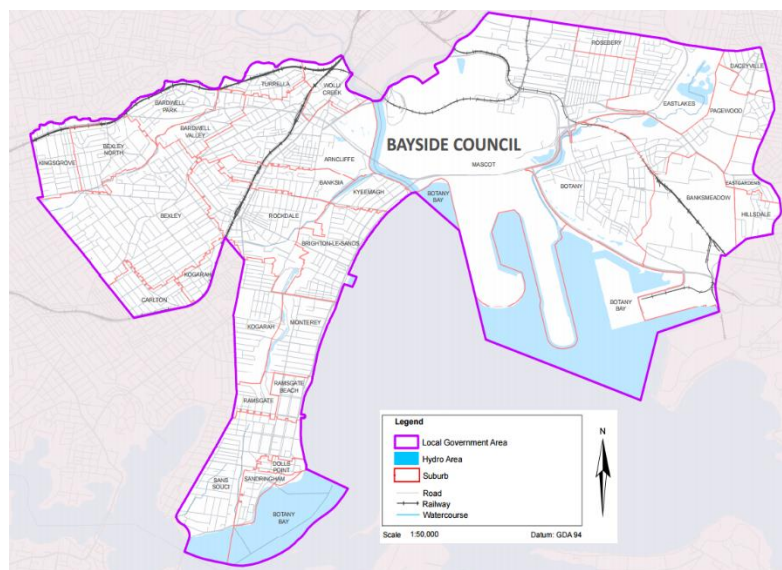 ROSEBERY
DACEYVILLE
TURRELLA
WOLLI
CREEK
BARDWELL
PARK
EASTLAKES
PAGEWOOD
BARDWELL
VALLEY
BEXLEY
NORTH
KINGSGROVE
BAYSIDE COUNCIL
ARNCLIFFE
MASCOT
BANKSIA
KYEEMAGH
BOTANY
BAY
BOTANY
EASTGARDENS
BANKSMEADOW
HILLSDALE
BEXLEY
ROCKDALE
BRIGHTON-LE-SANDS
KOGARAH
CARLTON
BOTANY
BAY
KOGARAH
MONTEREY
RAMSGATE
BEACH
RAMSGATE
DOLLS
POINT
SANS
SOUCI
SANDRINGHAM
BOTANY
BAY
Legend
Local Government Area
Hydro Area
Suburb
Road
Railway
Watercourse
N
Scale 1:50,000 Datum: GDA 94